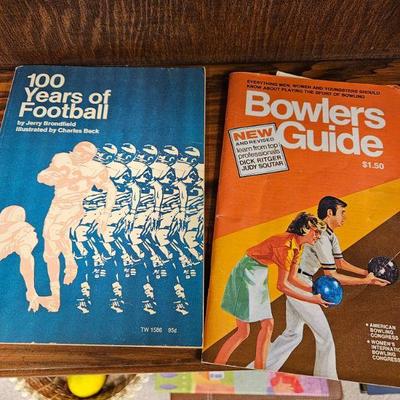 100
Years of
Football
by Jerry Brondfield
Illustrated by Charles Beck
TW 1586 95¢
EVERYTHING MEN, WOMEN AND YOUNGSTERS SHOULD
KNOW ABOUT PLAYING THE SPORT OF BOWLING
Bowlers
Guide
NEW
AND REVISED
learn from top
professionals
DICK RITGER
JUDY SOUTAR
$1.50
★ AMERICAN
BOWLING
CONGRESS
★ WOMEN'S
INTERNATIO
BOWLING
CONGRESS